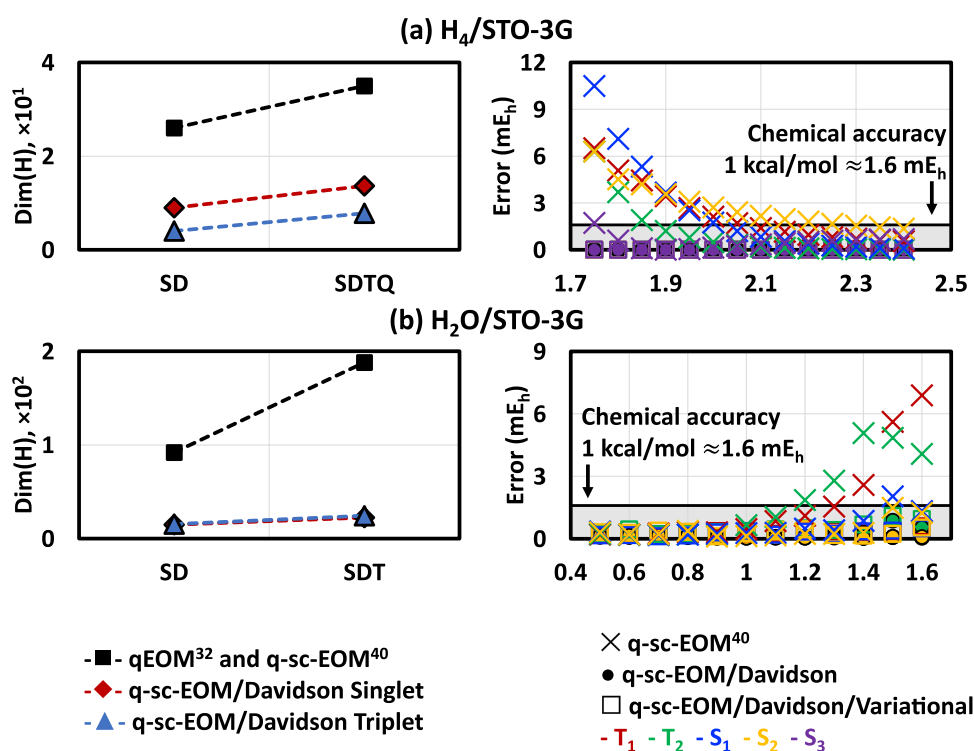 (a) H₄/STO-3G
Dim(H), ×10¹
4
2
0
SD
SDTQ
Error (mEₕ)
12
9
6
3
0
Chemical accuracy
1 kcal/mol ≈1.6 mEₕ
1.7
1.9
2.1
2.3
2.5
(b) H₂O/STO-3G
Dim(H), ×10²
2
1
0
SD
SDT
Error (mEₕ)
9
6
3
0
Chemical accuracy
1 kcal/mol ≈1.6 mEₕ
0.4
0.6
0.8
1
1.2
1.4
1.6
qEOM³² and q-sc-EOM⁴⁰
q-sc-EOM/Davidson Singlet
q-sc-EOM/Davidson Triplet
q-sc-EOM⁴⁰
q-sc-EOM/Davidson
q-sc-EOM/Davidson/Variational
- T₁ - T₂ - S₁ - S₂ - S₃